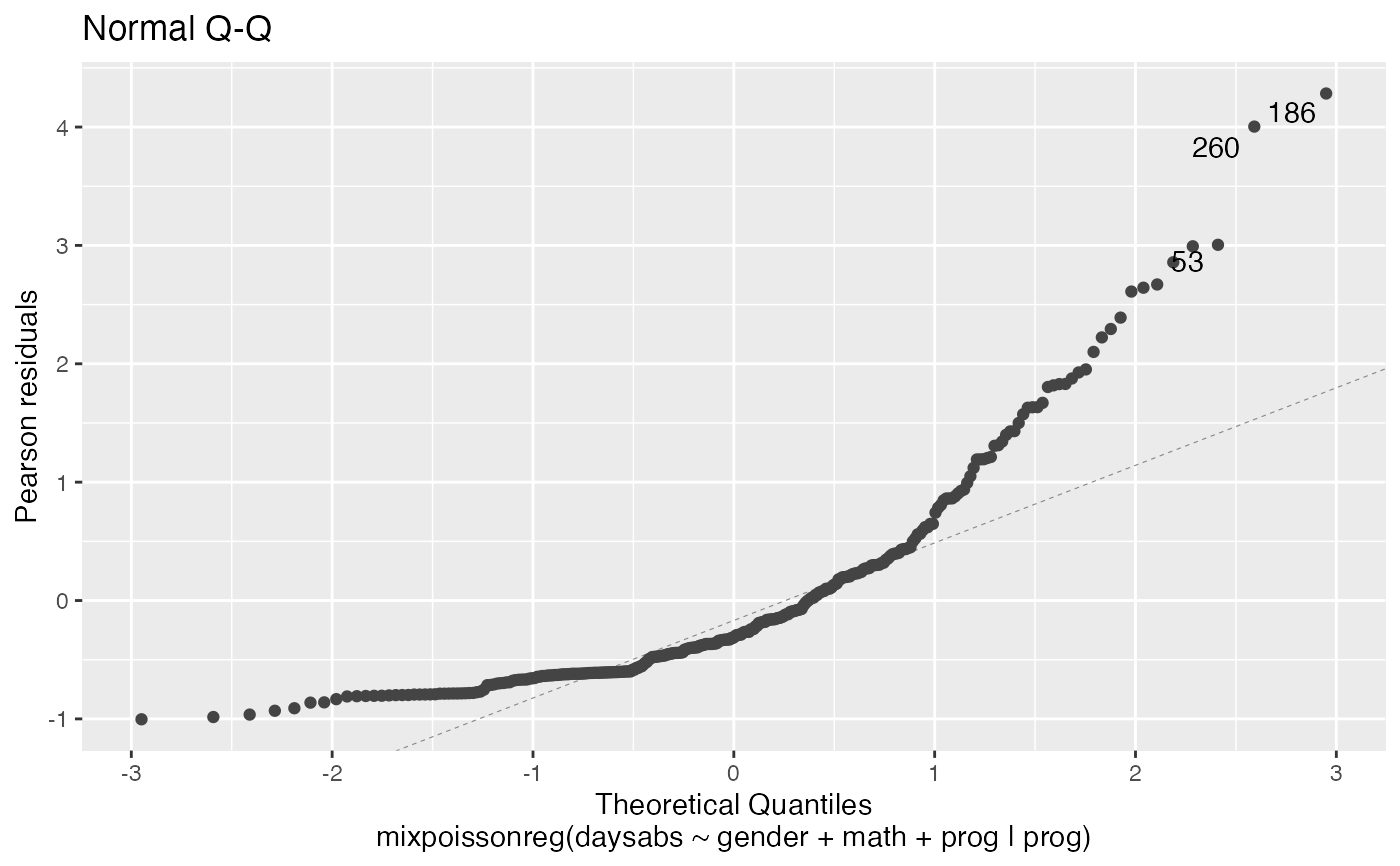 Normal Q-Q
186
260
53
4
3
2
1
0
-1
Pearson residuals
-3 -2 -1 0 1 2 3
Theoretical Quantiles
mixpoissonreg(daysabs ~ gender + math + prog | prog)